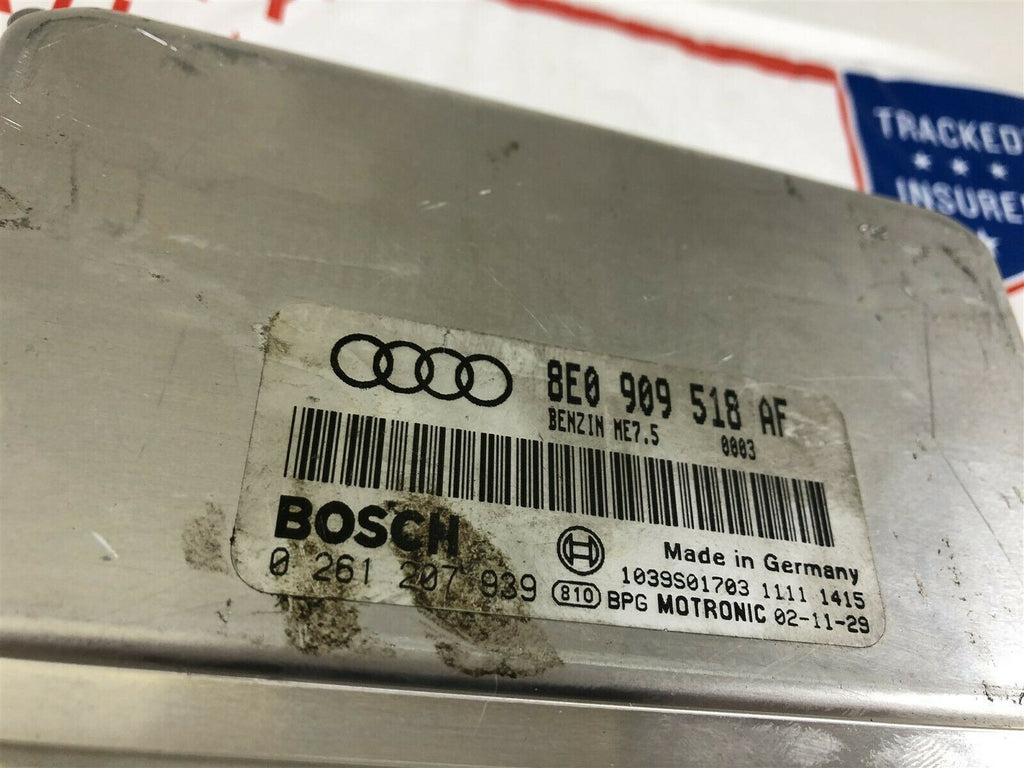 TRACKED
INSURE
8E0 909 518 AF
BENZIN ME7.5 0003
BOSCH
Made in Germany
0 261 207 939
1039S01703 1111 1415
810 BPG MOTRONIC 02-11-29